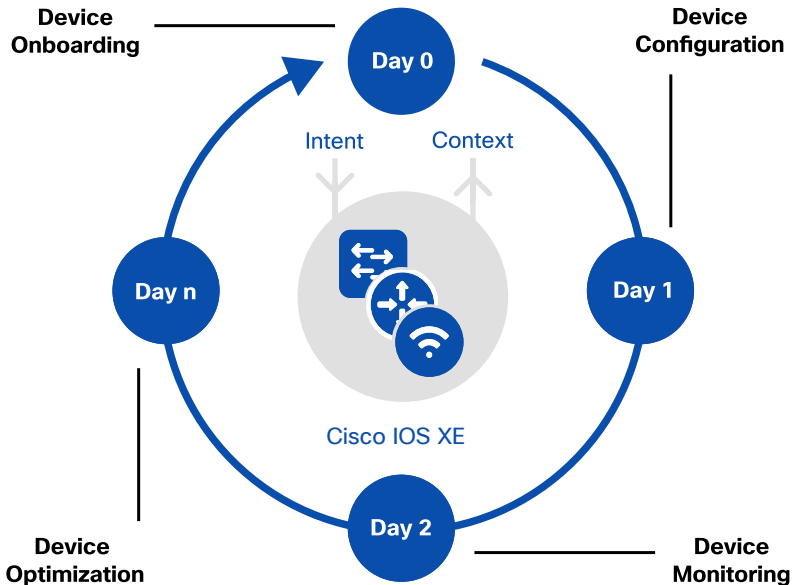 Device
Onboarding
Day 0
Device
Configuration
Intent
Context
Day n
Day 1
Cisco IOS XE
Day 2
Device
Optimization
Device
Monitoring